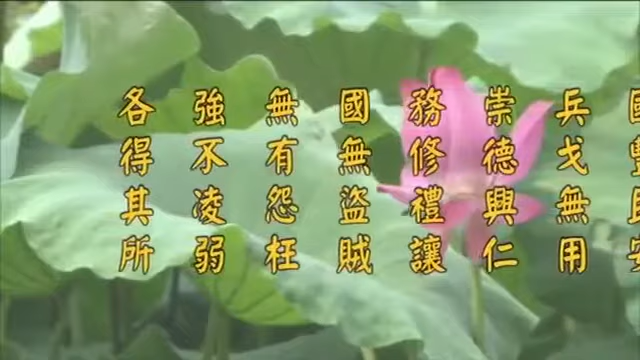 兵戈無用
崇德興仁
務修禮讓
國無盜賊
無有怨枉
強不凌弱
各得其所